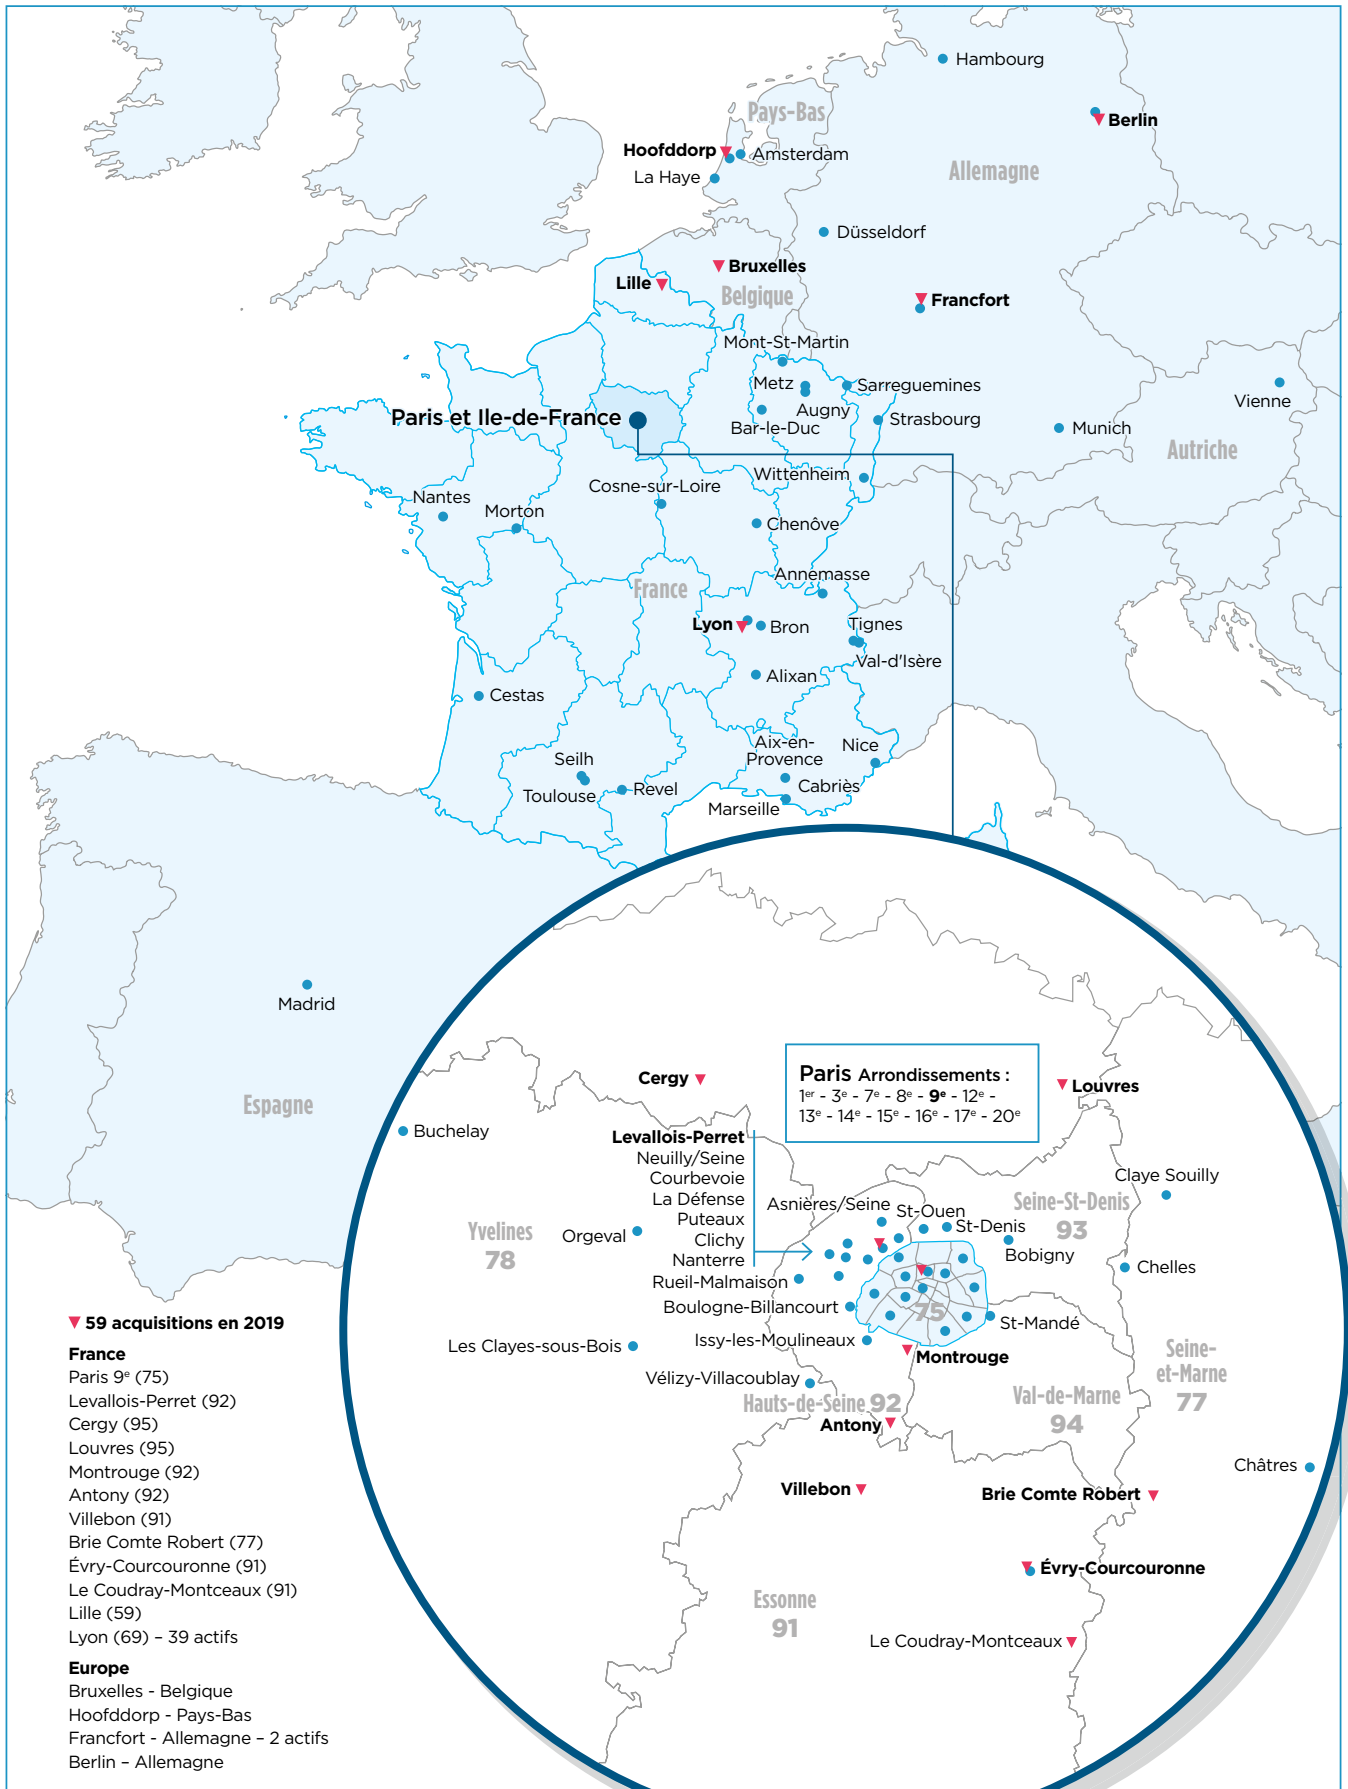 Hambourg
Pays-Bas
Berlin
Hoofddorp
Amsterdam
La Haye
Allemagne
Düsseldorf
Bruxelles
Lille
Belgique
Francfort
Mont-St-Martin
Metz
Sarreguemines
Augny
Bar-le-Duc
Strasbourg
Vienne
Munich
Autriche
Paris et Ile-de-France
Wittenheim
Cosne-sur-Loire
Nantes
Morton
Chenôve
Annemasse
France
Lyon
Bron
Tignes
Val-d'Isère
Alixan
Cestas
Aix-en-
Provence
Nice
Seilh
Toulouse
Revel
Cabriès
Marseille
Madrid
Espagne
Cergy
Paris Arrondissements :
1er - 3e - 7e - 8e - 9e - 12e -
13e - 14e - 15e - 16e - 17e - 20e
Louvres
Buchelay
Levallois-Perret
Neuilly/Seine
Courbevoie
La Défense
Puteaux
Clichy
Nanterre
Claye Souilly
Asnières/Seine
St-Ouen
St-Denis
Seine-St-Denis
93
Bobigny
Yvelines
78
Orgeval
Chelles
Rueil-Malmaison
Boulogne-Billancourt
75
St-Mandé
Issy-les-Moulineaux
Les Clayes-sous-Bois
Montrouge
Seine-
et-Marne
77
Vélizy-Villacoublay
Hauts-de-Seine 92
Val-de-Marne
94
Antony
Châtres
Villebon
Brie Comte Robert
Évry-Courcouronne
Essonne
91
Le Coudray-Montceaux
59 acquisitions en 2019
France
Paris 9e (75)
Levallois-Perret (92)
Cergy (95)
Louvres (95)
Montrouge (92)
Antony (92)
Villebon (91)
Brie Comte Robert (77)
Évry-Courcouronne (91)
Le Coudray-Montceaux (91)
Lille (59)
Lyon (69) – 39 actifs
Europe
Bruxelles - Belgique
Hoofddorp - Pays-Bas
Francfort - Allemagne – 2 actifs
Berlin – Allemagne